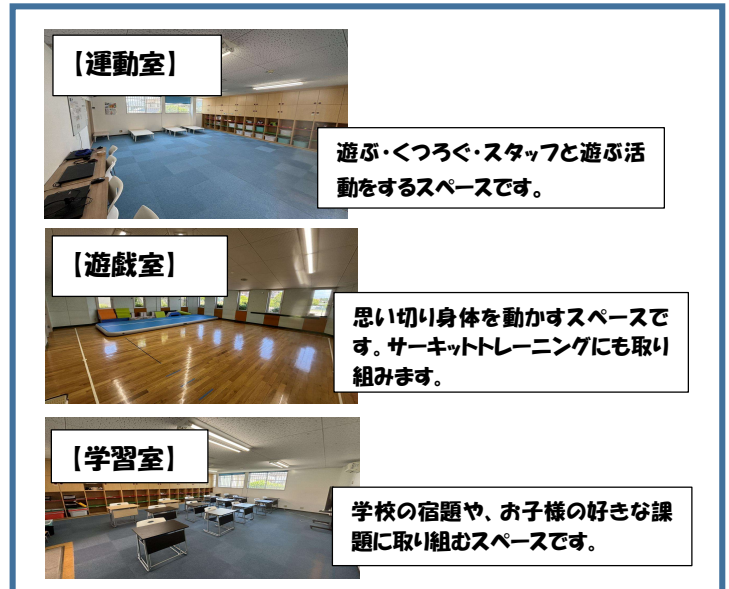 【運動室】
遊ぶ・くつろぐ・スタッフと遊ぶ活
動をするスペースです。
【遊戯室】
思い切り身体を動かすスペースで
す。サーキットトレーニングにも取り
組みます。
【学習室】
学校の宿題や、お子様の好きな課
題に取り組むスペースです。